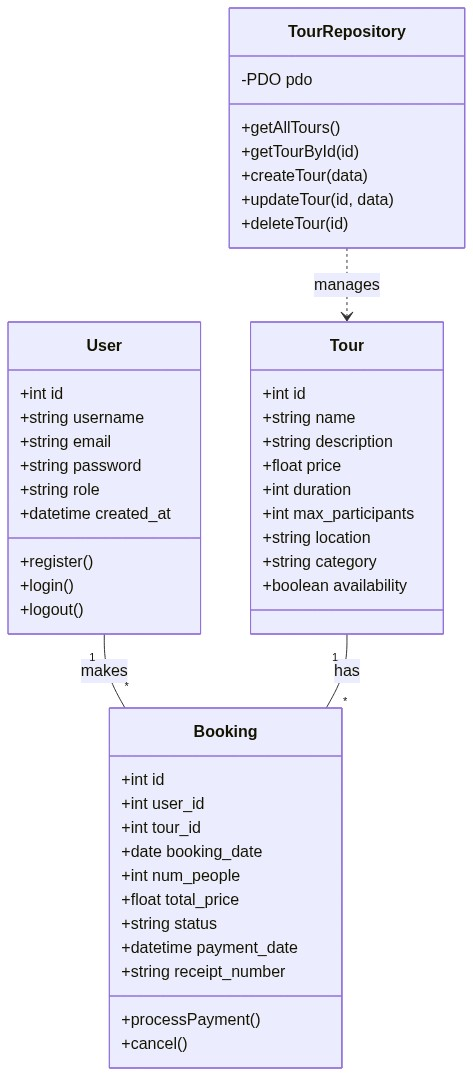 TourRepository
-PDO pdo
+getAllTours()
+getTourById(id)
+createTour(data)
+updateTour(id, data)
+deleteTour(id)
manages
User
+int id
+string username
+string email
+string password
+string role
+datetime created_at
+register()
+login()
+logout()
Tour
+int id
+string name
+string description
+float price
+int duration
+int max_participants
+string location
+string category
+boolean availability
1
makes
*
1
has
*
Booking
+int id
+int user_id
+int tour_id
+date booking_date
+int num_people
+float total_price
+string status
+datetime payment_date
+string receipt_number
+processPayment()
+cancel()